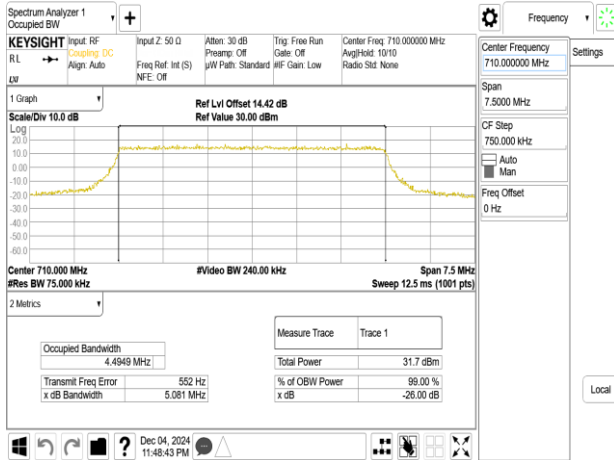 Spectrum Analyzer 1
Occupied BW
Frequency
KEYSIGHT
RL
LXI
Input: RF
Coupling: DC
Align: Auto
Input Z: 50 Ω
Freq Ref: Int (S)
NFE: Off
Atten: 30 dB
Preamp: Off
µW Path: Standard
Trig: Free Run
Gate: Off
#IF Gain: Low
Center Freq: 710.000000 MHz
Avg|Hold: 10/10
Radio Std: None
Center Frequency
710.000000 MHz
Settings
Span
7.5000 MHz
CF Step
750.000 kHz
Auto
Man
Freq Offset
0 Hz
Local
1 Graph
Scale/Div 10.0 dB
Ref Lvl Offset 14.42 dB
Ref Value 30.00 dBm
Log
20.0
10.0
0.00
-10.0
-20.0
-30.0
-40.0
-50.0
-60.0
Center 710.000 MHz
#Video BW 240.00 kHz
Span 7.5 MHz
#Res BW 75.000 kHz
Sweep 12.5 ms (1001 pts)
2 Metrics
Measure Trace Trace 1
Occupied Bandwidth
4.4949 MHz
Total Power 31.7 dBm
Transmit Freq Error 552 Hz
% of OBW Power 99.00 %
x dB Bandwidth 5.081 MHz
x dB -26.00 dB
Dec 04, 2024
11:48:43 PM